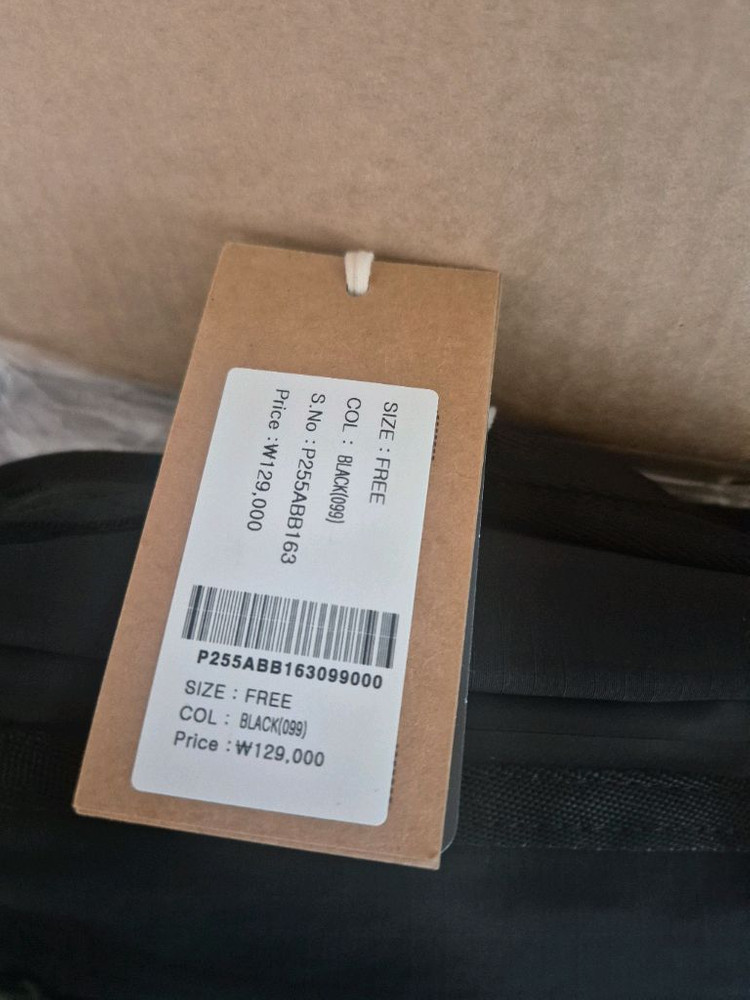 SIZE : FREE
COL : BLACK(099)
S.No : P255ABB163
Price : ₩129,000
P255ABB163099000
SIZE : FREE
COL : BLACK(099)
Price : ₩129,000